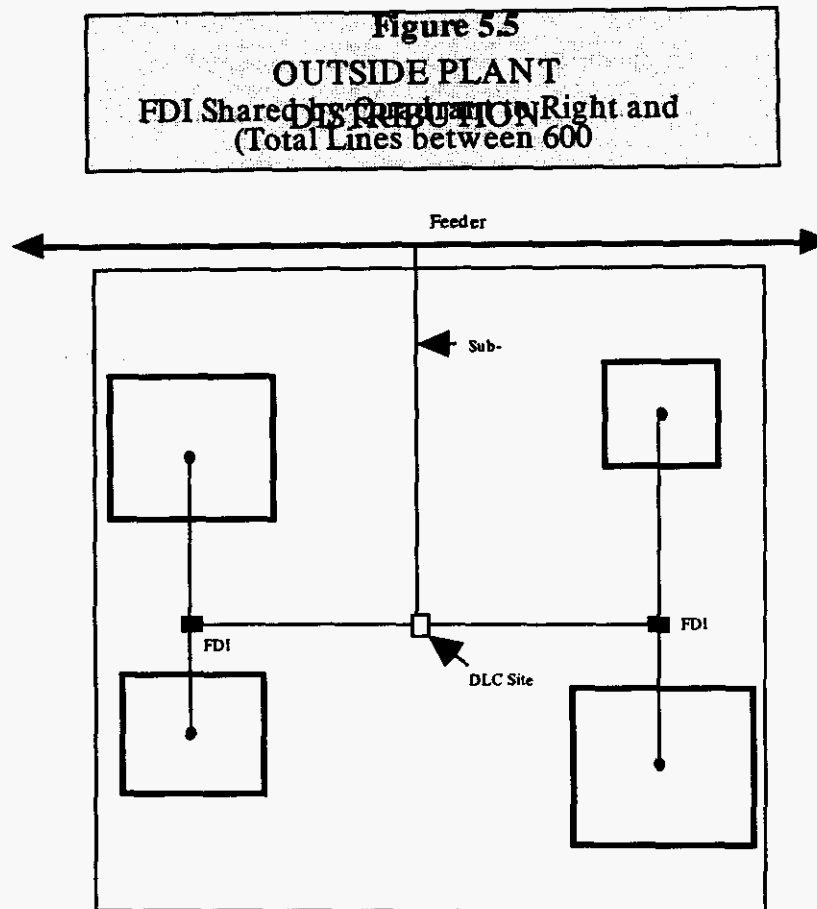 Figure 5.5
OUTSIDE PLANT
DISTRIBUTION
FDI Shared by Quadrant to Right and
(Total Lines between 600
Feeder
Sub-
FDI
FDI
DLC Site